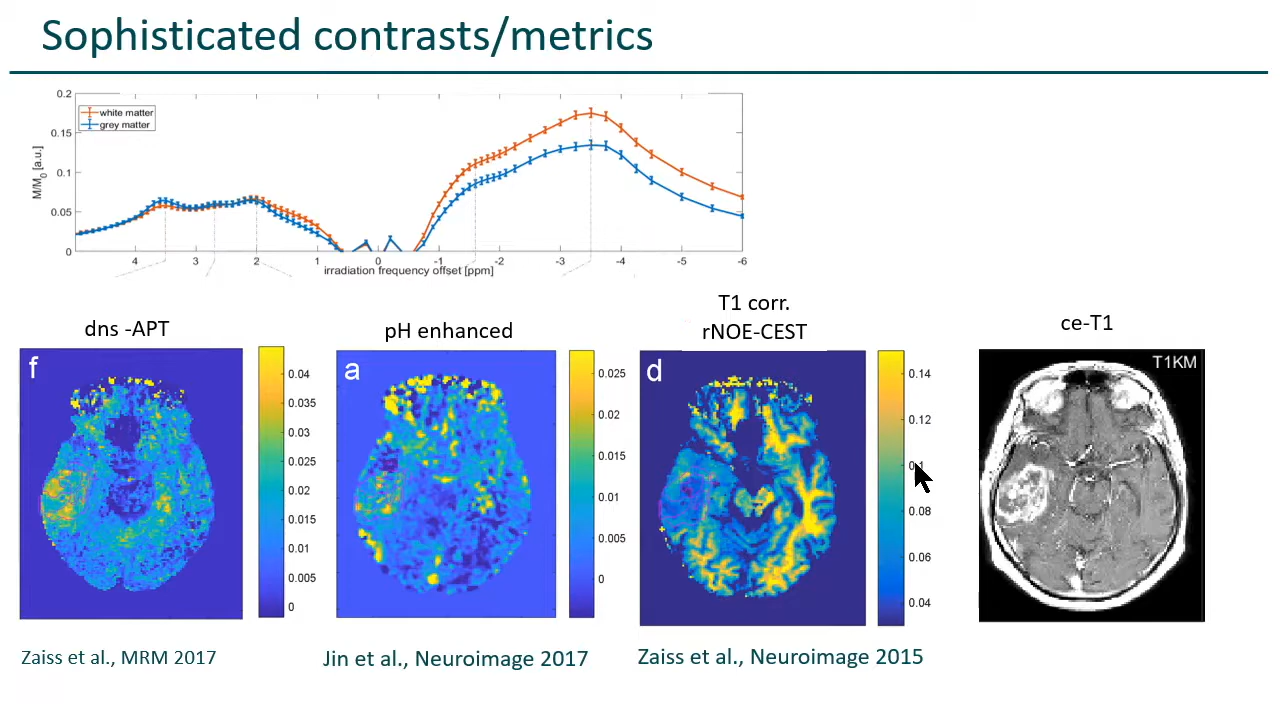 Sophisticated contrasts/metrics
0.2
0.15
0.1
0.05
0
M/M0 [a.u.]
white matter
grey matter
4 3 2 1 0 -1 -2 -3 -4 -5 -6
irradiation frequency offset [ppm]
dns -APT
pH enhanced
T1 corr.
rNOE-CEST
ce-T1
f
0.04
0.035
0.03
0.025
0.02
0.015
0.01
0.005
0
a
0.025
0.02
0.015
0.01
0.005
0
d
0.14
0.12
0.08
0.06
0.04
T1KM
Zaiss et al., MRM 2017
Jin et al., Neuroimage 2017
Zaiss et al., Neuroimage 2015